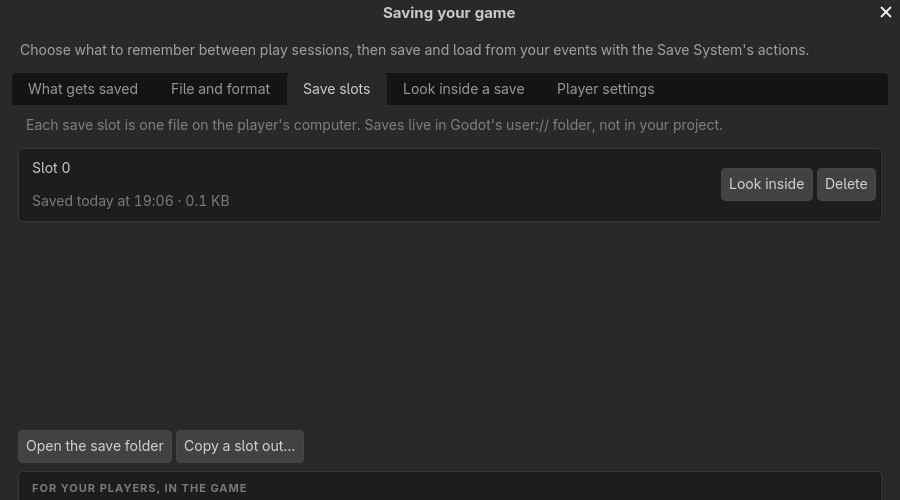 Saving your game
Choose what to remember between play sessions, then save and load from your events with the Save System's actions.
What gets saved
File and format
Save slots
Look inside a save
Player settings
Each save slot is one file on the player's computer. Saves live in Godot's user:// folder, not in your project.
Slot 0
Saved today at 19:06 · 0.1 KB
Look inside
Delete
Open the save folder
Copy a slot out...
FOR YOUR PLAYERS, IN THE GAME